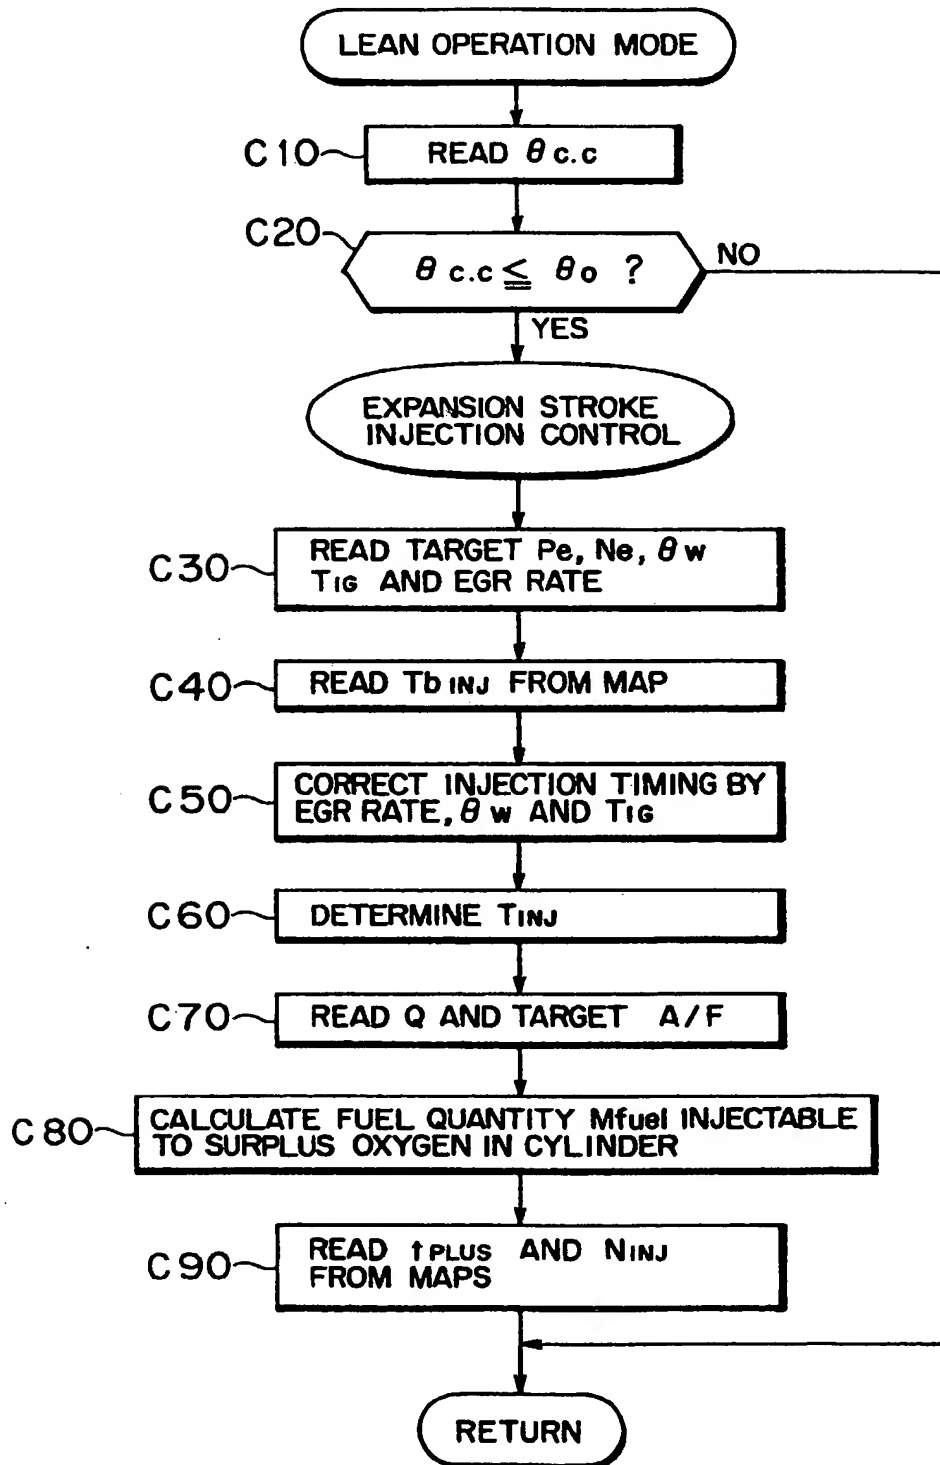 LEAN OPERATION MODE
C10
READ θc.c
C20
θc.c ≦ θo ?
NO
YES
EXPANSION STROKE
INJECTION CONTROL
C30
READ TARGET Pe, Ne, θw
TIG AND EGR RATE
C40
READ Tb INJ FROM MAP
C50
CORRECT INJECTION TIMING BY
EGR RATE, θw AND TIG
C60
DETERMINE TINJ
C70
READ Q AND TARGET A/F
C80
CALCULATE FUEL QUANTITY Mfuel INJECTABLE
TO SURPLUS OXYGEN IN CYLINDER
C90
READ tPLUS AND NINJ
FROM MAPS
RETURN